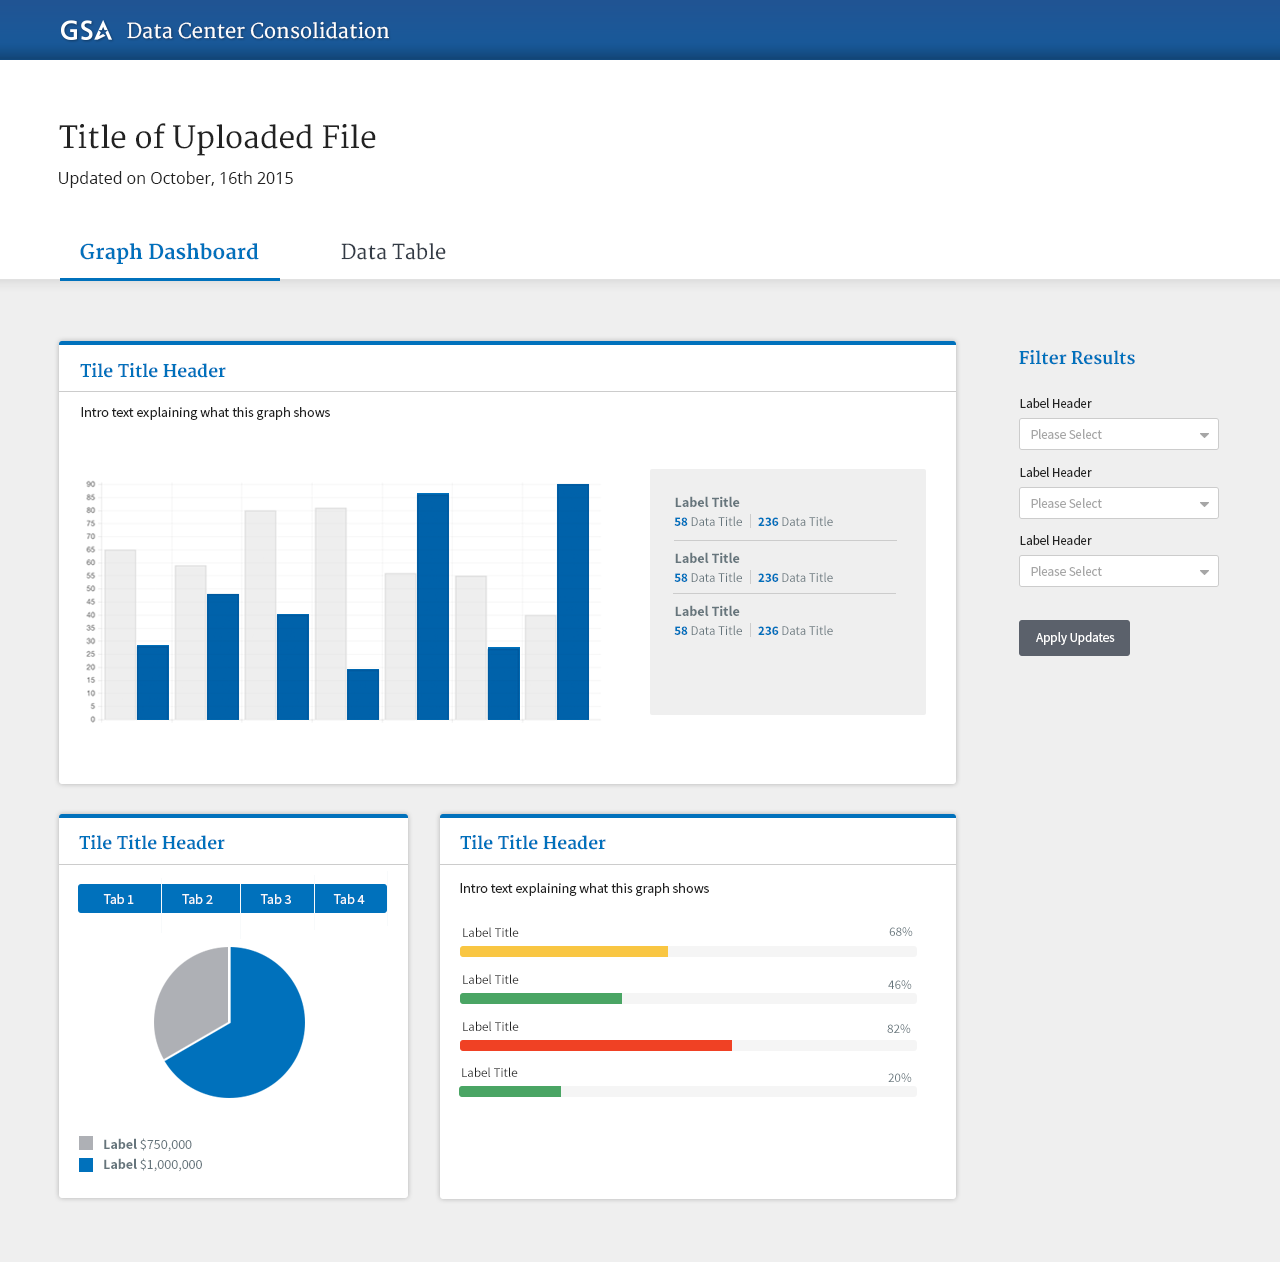 GSA Data Center Consolidation
Title of Uploaded File
Updated on October, 16th 2015
Graph Dashboard
Data Table
Tile Title Header
Intro text explaining what this graph shows
90
85
80
75
70
65
60
55
50
45
40
35
30
25
20
15
10
5
0
Label Title
58 Data Title 236 Data Title
Label Title
58 Data Title 236 Data Title
Label Title
58 Data Title 236 Data Title
Filter Results
Label Header
Please Select
Label Header
Please Select
Label Header
Please Select
Apply Updates
Tile Title Header
Tab 1 Tab 2 Tab 3 Tab 4
Label $750,000
Label $1,000,000
Tile Title Header
Intro text explaining what this graph shows
Label Title 68%
Label Title 46%
Label Title 82%
Label Title 20%